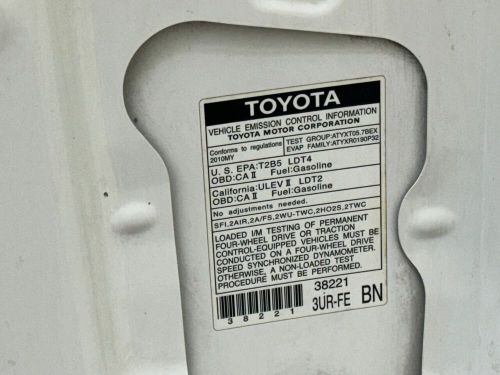 TOYOTA
VEHICLE EMISSION CONTROL INFORMATION
TOYOTA MOTOR CORPORATION
Conforms to regulations
2010MY
TEST GROUP:ATYXT05.7BEX
EVAP FAMILY:ATYXR0190P32
U. S. EPA:T2B5 LDT4
OBD:CA II Fuel:Gasoline
California:ULEV II LDT2
OBD:CA II Fuel:Gasoline
No adjustments needed.
SFI,2AIR,2A/FS,2WU-TWC,2HO2S,2TWC
LOADED I/M TESTING OF PERMANENT
FOUR-WHEEL DRIVE OR TRACTION
CONTROL-EQUIPPED VEHICLES MUST BE
CONDUCTED ON A FOUR-WHEEL DRIVE
SPEED SYNCHRONIZED DYNAMOMETER.
OTHERWISE, A NON-LOADED TEST
PROCEDURE MUST BE PERFORMED.
38221
38221
3UR-FE BN